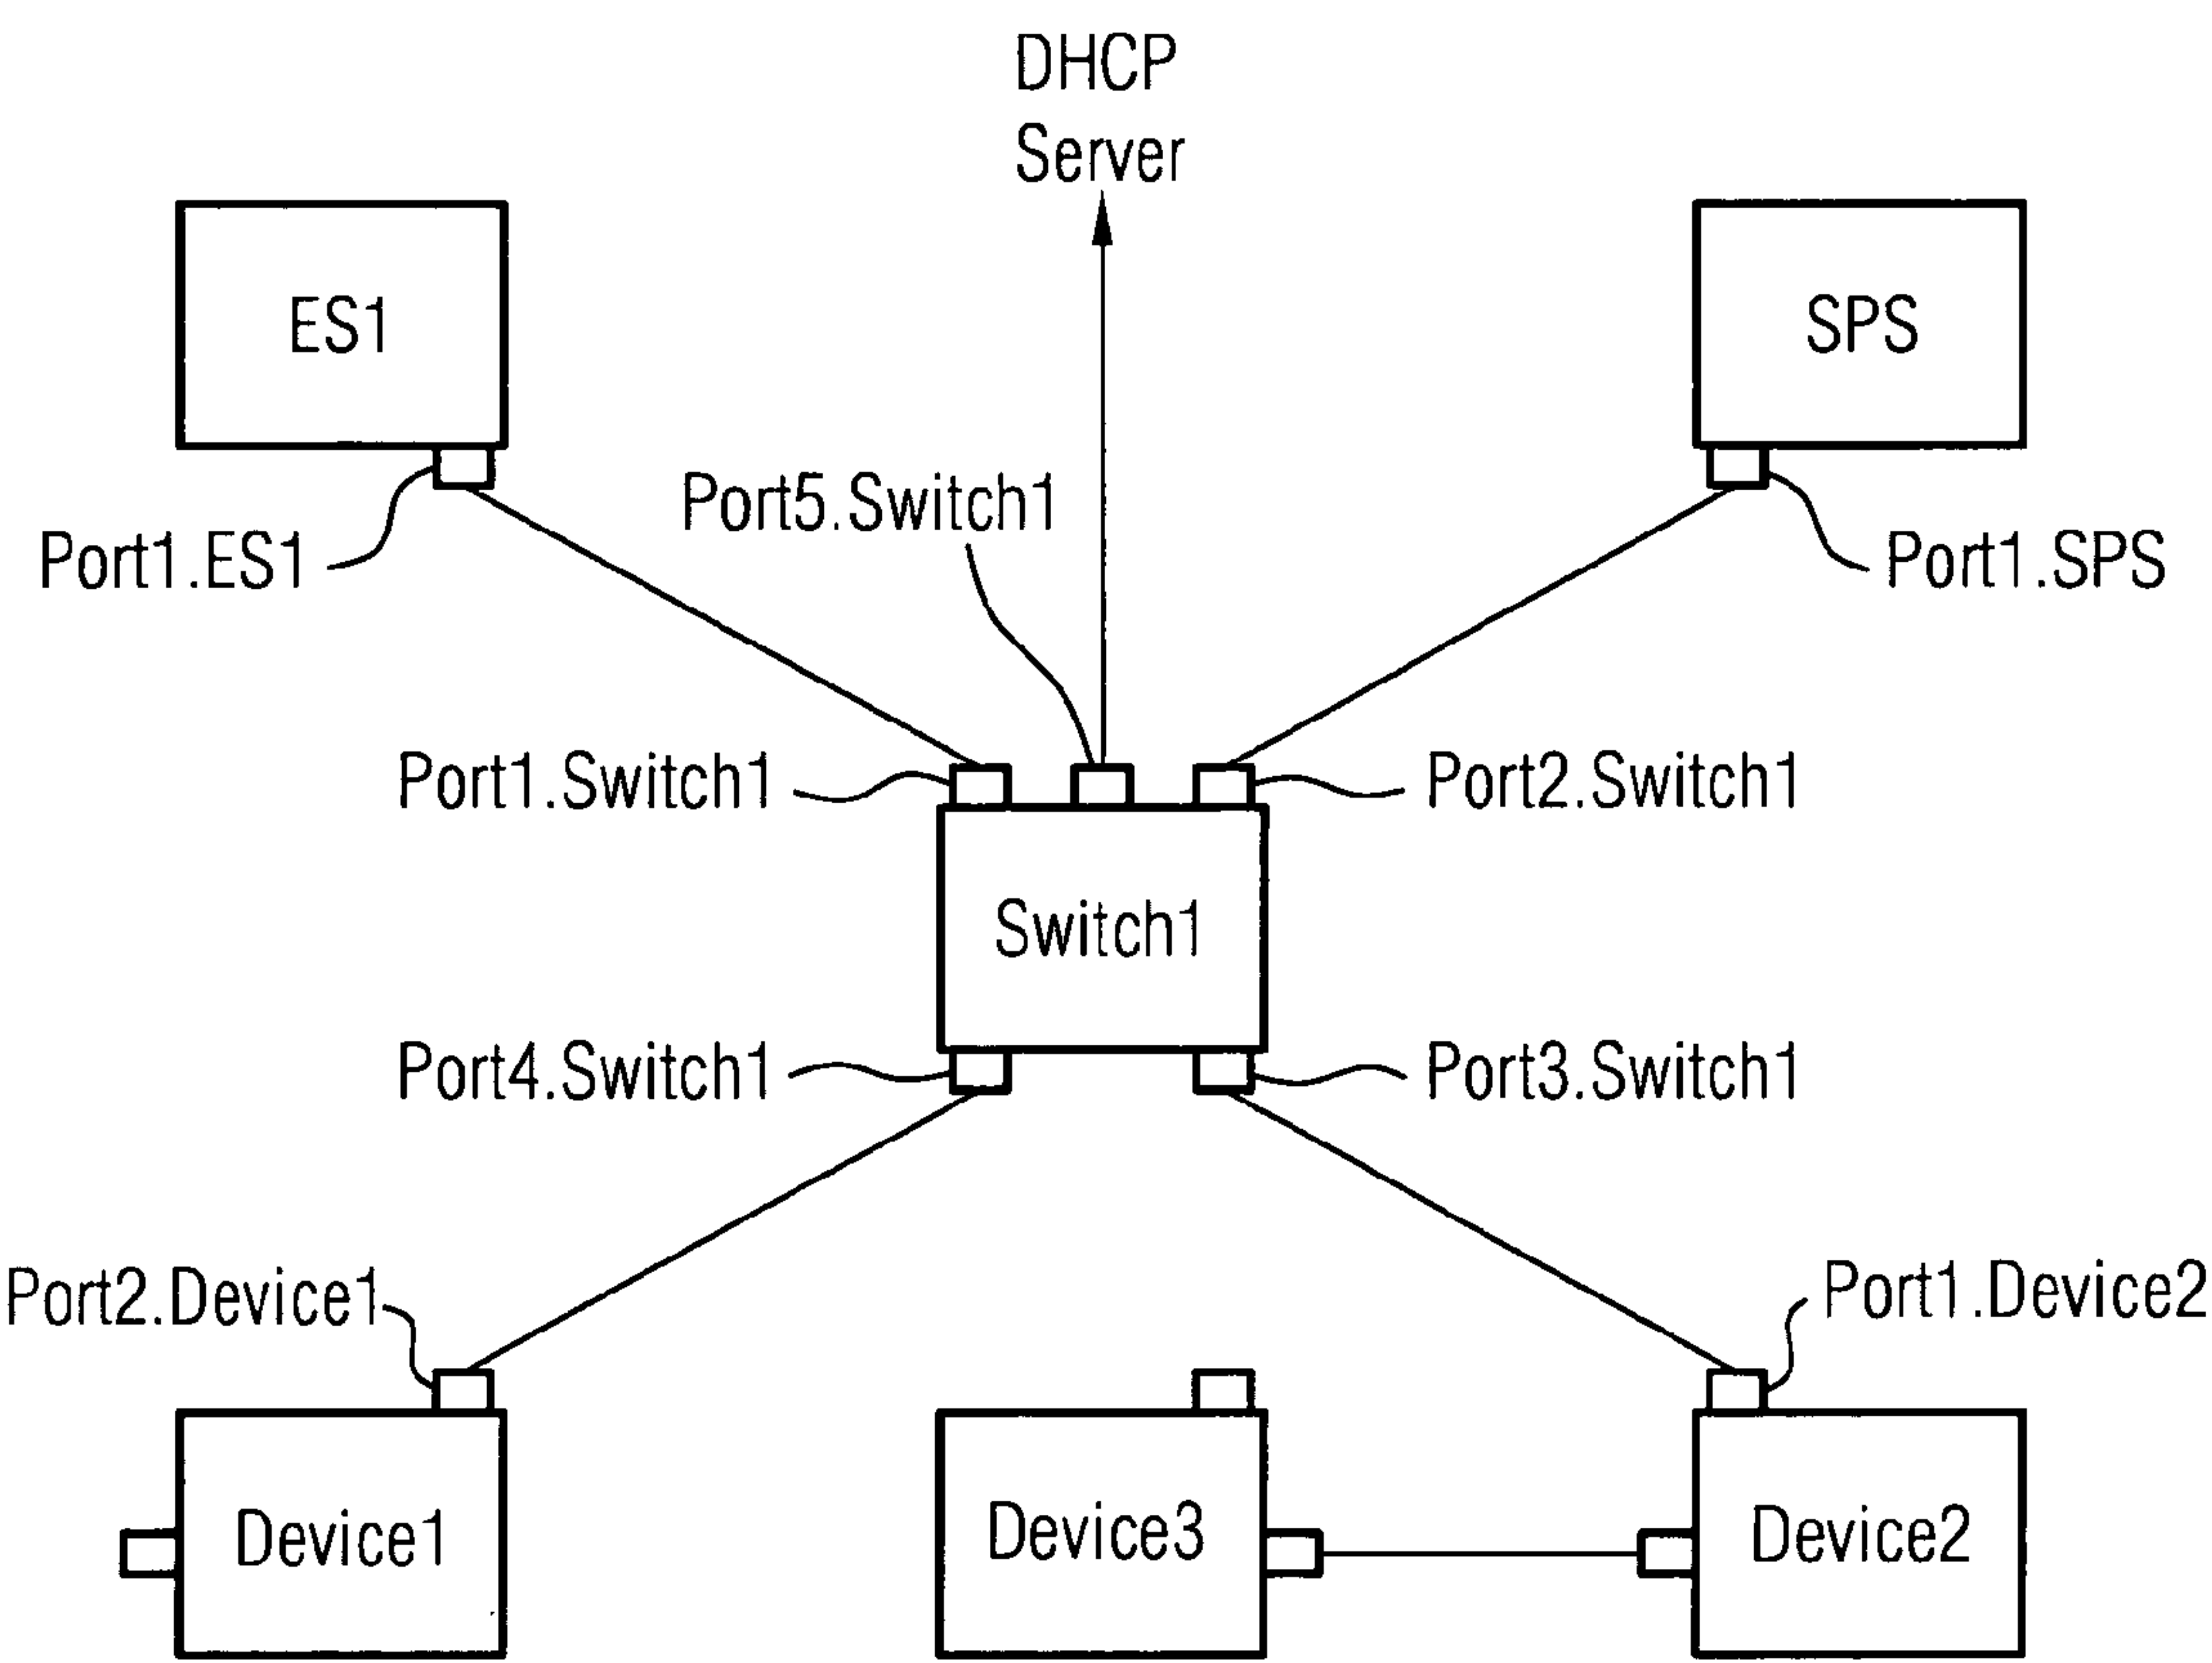 DHCP
Server
ES1
SPS
Port5.Switch1
Port1.ES1
Port1.SPS
Port1.Switch1
Port2.Switch1
Switch1
Port4.Switch1
Port3.Switch1
Port2.Device1
Port1.Device2
Device1
Device3
Device2